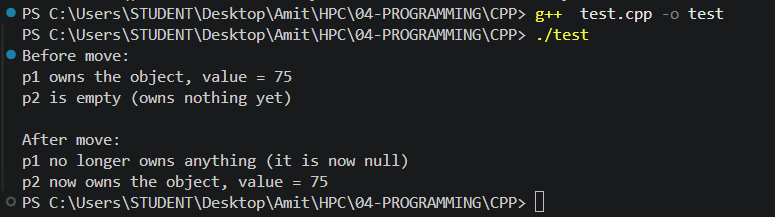 PS C:\Users\STUDENT\Desktop\Amit\HPC\04-PROGRAMMING\CPP> g++  test.cpp -o test
PS C:\Users\STUDENT\Desktop\Amit\HPC\04-PROGRAMMING\CPP> ./test
Before move:
p1 owns the object, value = 75
p2 is empty (owns nothing yet)

After move:
p1 no longer owns anything (it is now null)
p2 now owns the object, value = 75
PS C:\Users\STUDENT\Desktop\Amit\HPC\04-PROGRAMMING\CPP>